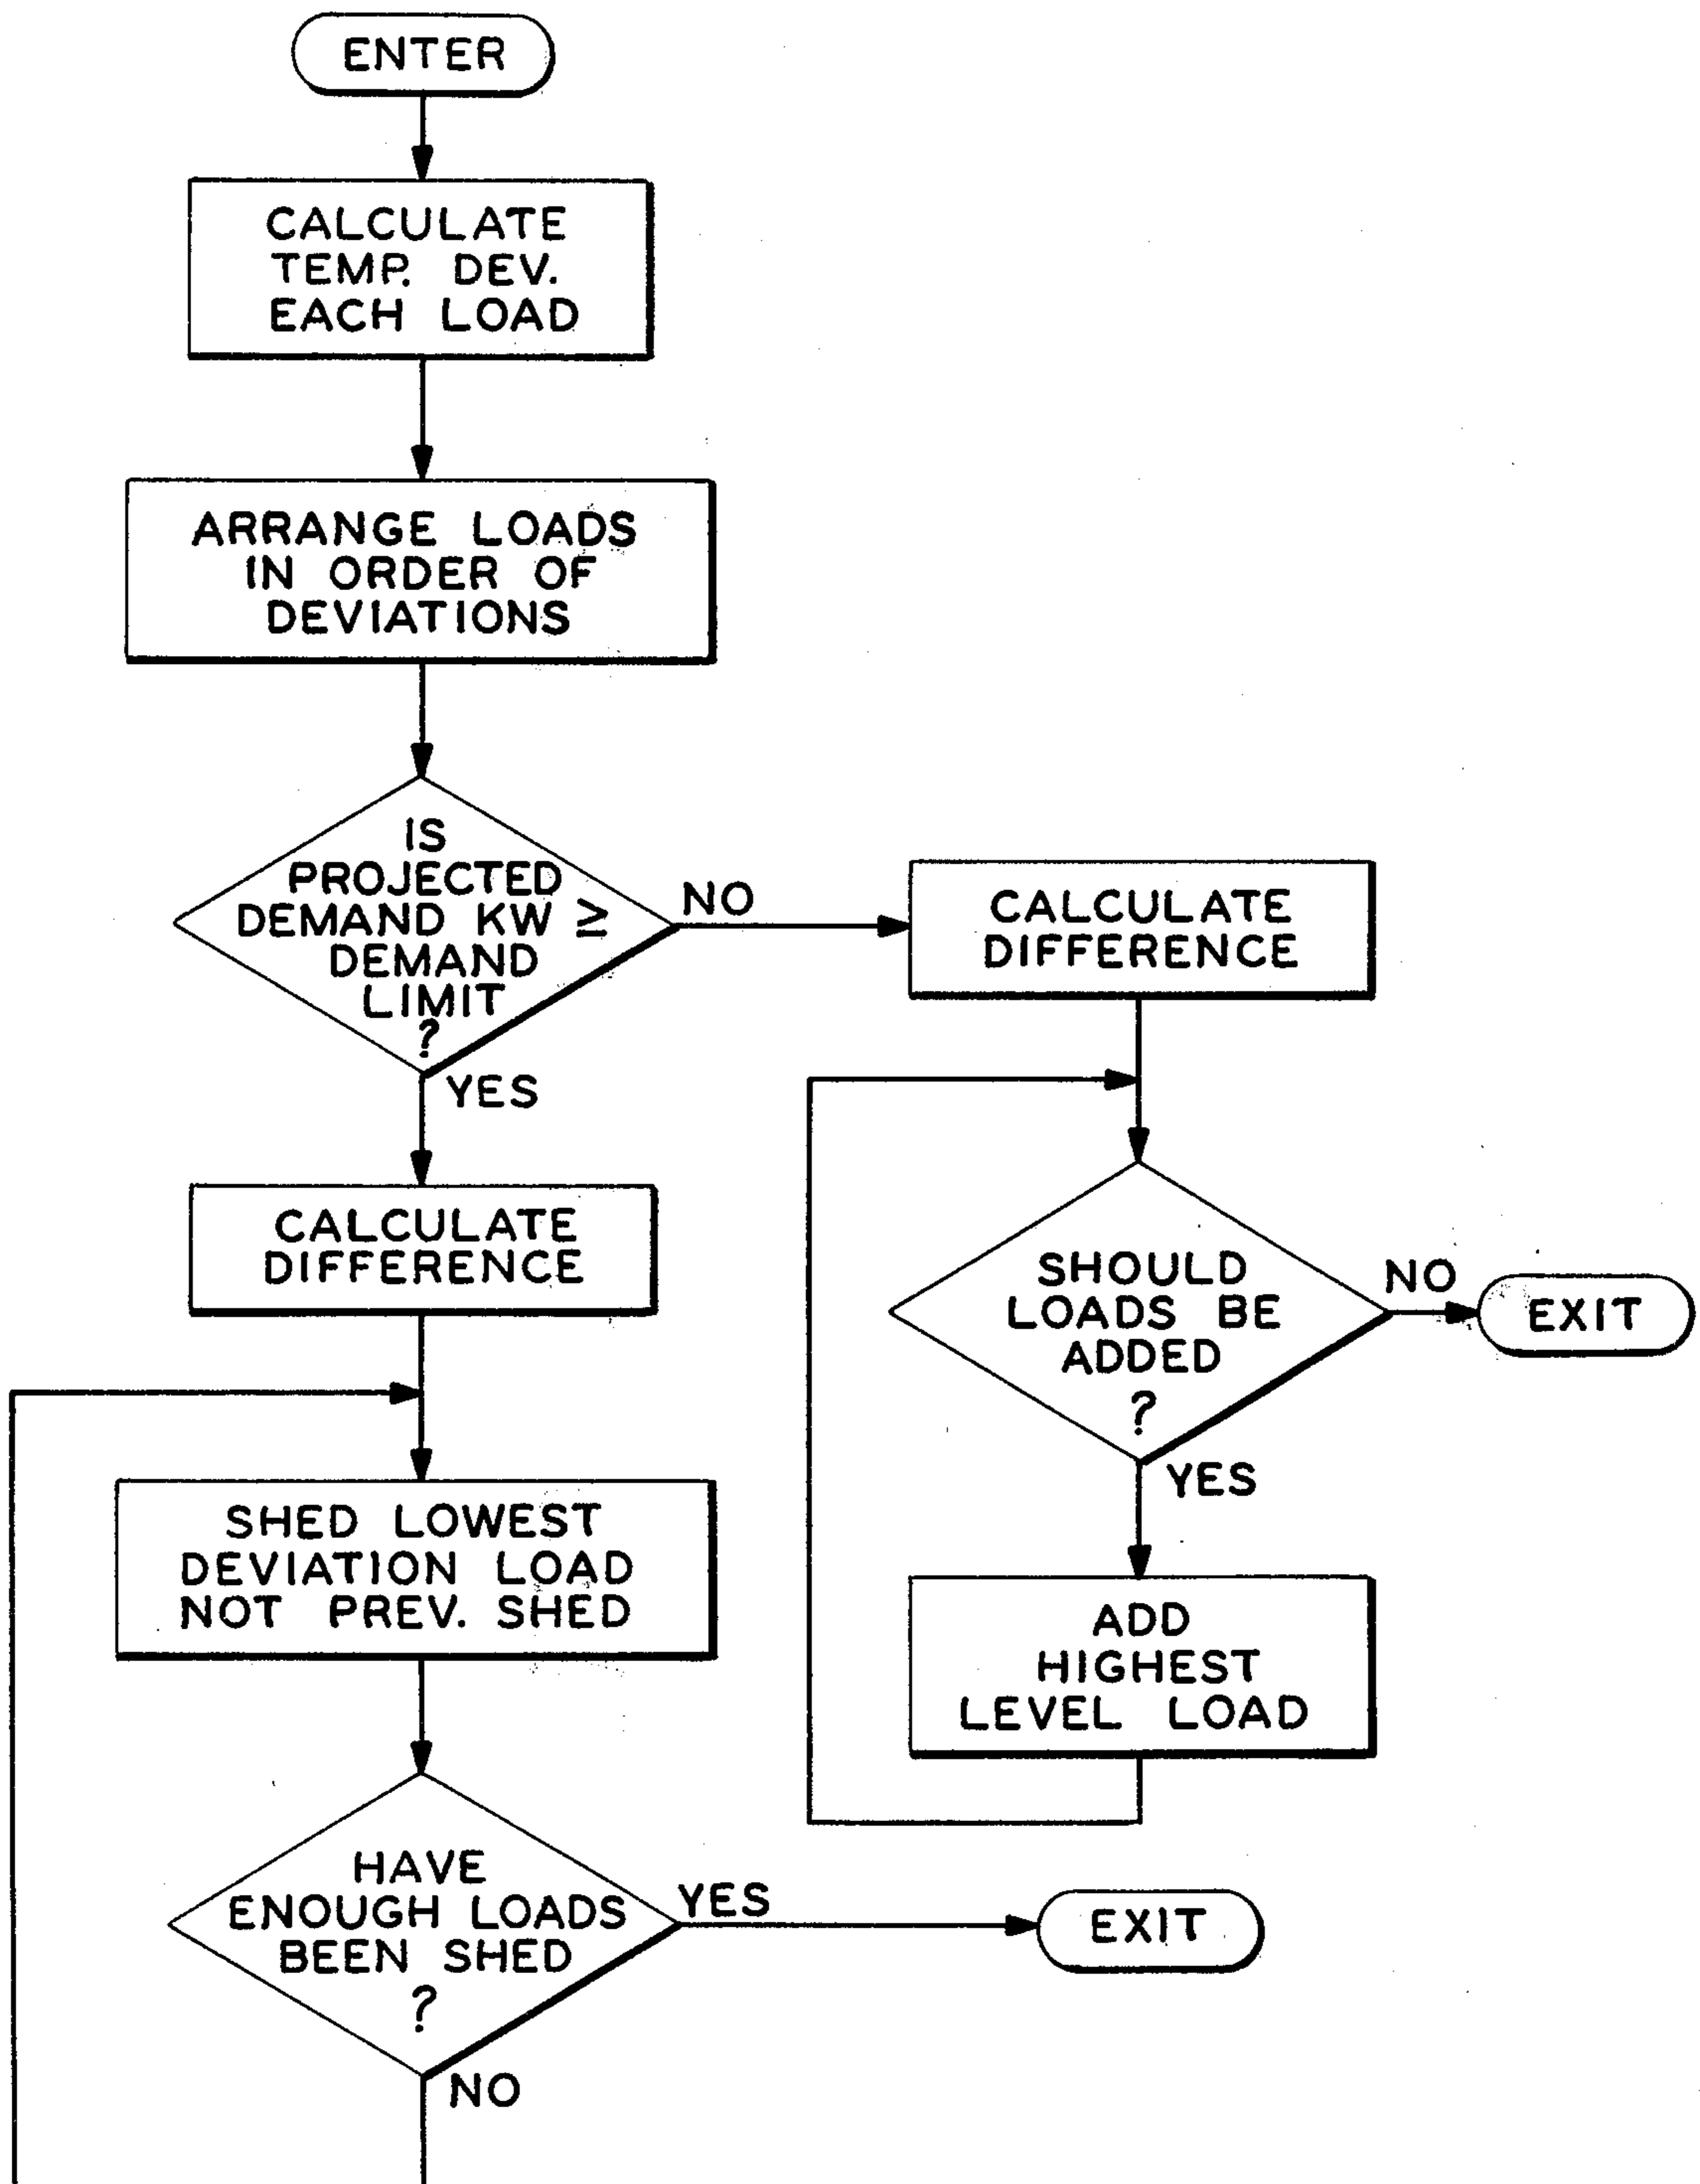 ENTER
CALCULATE
TEMP. DEV.
EACH LOAD
ARRANGE LOADS
IN ORDER OF
DEVIATIONS
IS
PROJECTED
DEMAND KW ≥
DEMAND
LIMIT
?
NO
YES
CALCULATE
DIFFERENCE
CALCULATE
DIFFERENCE
SHOULD
LOADS BE
ADDED
?
NO
EXIT
YES
ADD
HIGHEST
LEVEL LOAD
SHED LOWEST
DEVIATION LOAD
NOT PREV. SHED
HAVE
ENOUGH LOADS
BEEN SHED
?
YES
EXIT
NO